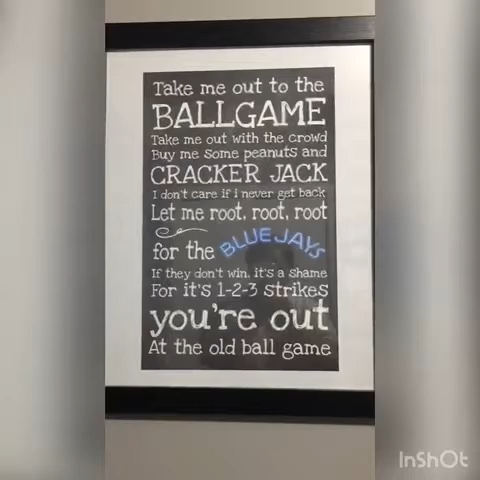 Take me out to the
BALLGAME
Take me out with the crowd
Buy me some peanuts and
CRACKER JACK
I don't care if i never get back
Let me root, root, root
for the BLUE JAYS
If they don't win, it's a shame
For it's 1-2-3 strikes
you're out
At the old ball game
InShOt